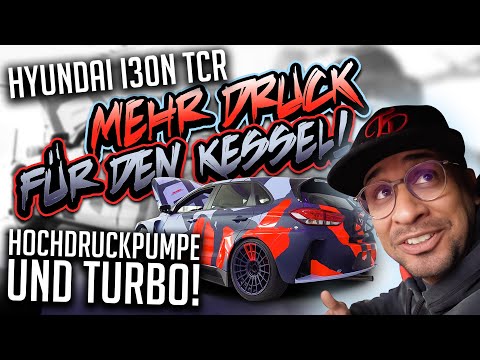 HYUNDAI I30N TCR
MEHR DRUCK
FÜR DEN KESSEL!
HOCHDRUCKPUMPE
UND TURBO!